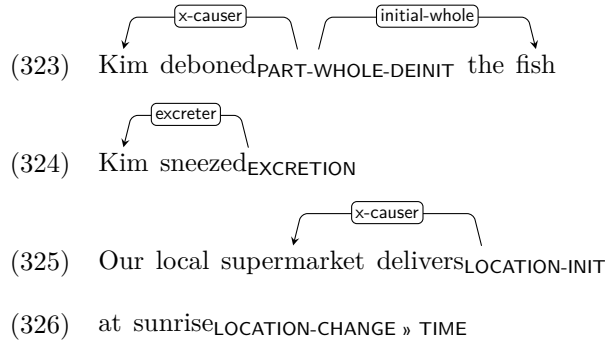 x-causer initial-whole
(323) Kim deboned PART-WHOLE-DEINIT the fish
excreter
(324) Kim sneezed EXCRETION
x-causer
(325) Our local supermarket delivers LOCATION-INIT
(326) at sunrise LOCATION-CHANGE » TIME